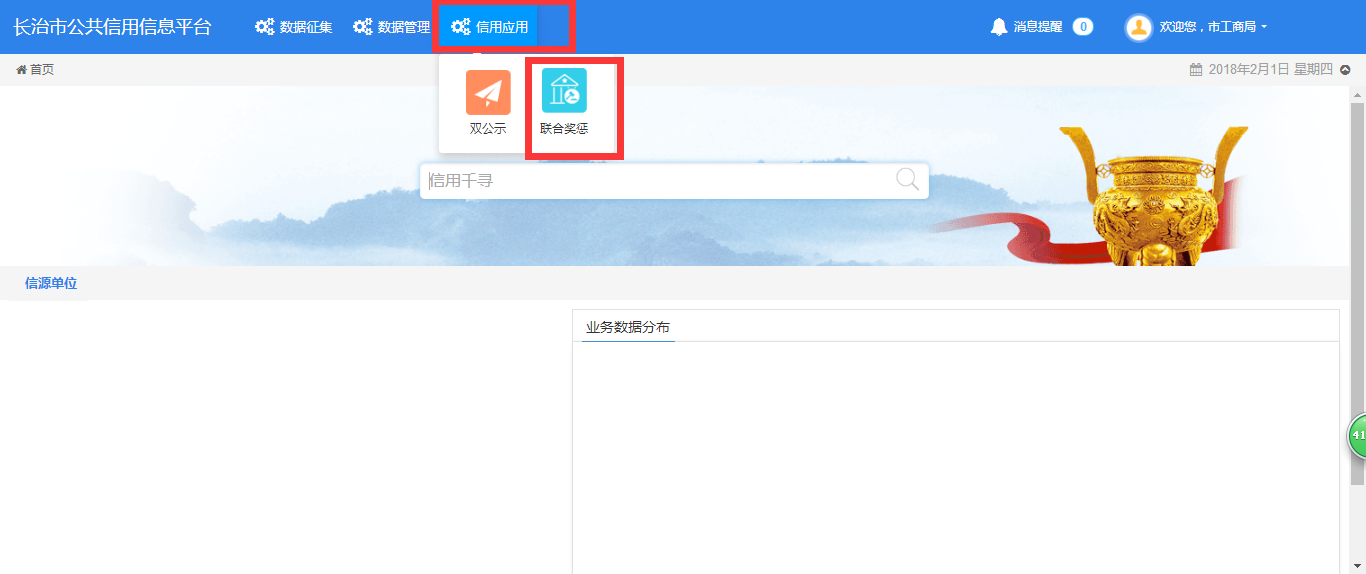 长治市公共信用信息平台 数据征集 数据管理 信用应用 消息提醒 0 欢迎您，市工商局
首页 2018年2月1日 星期四
双公示 联合奖惩
信用千寻
信源单位
业务数据分布
41